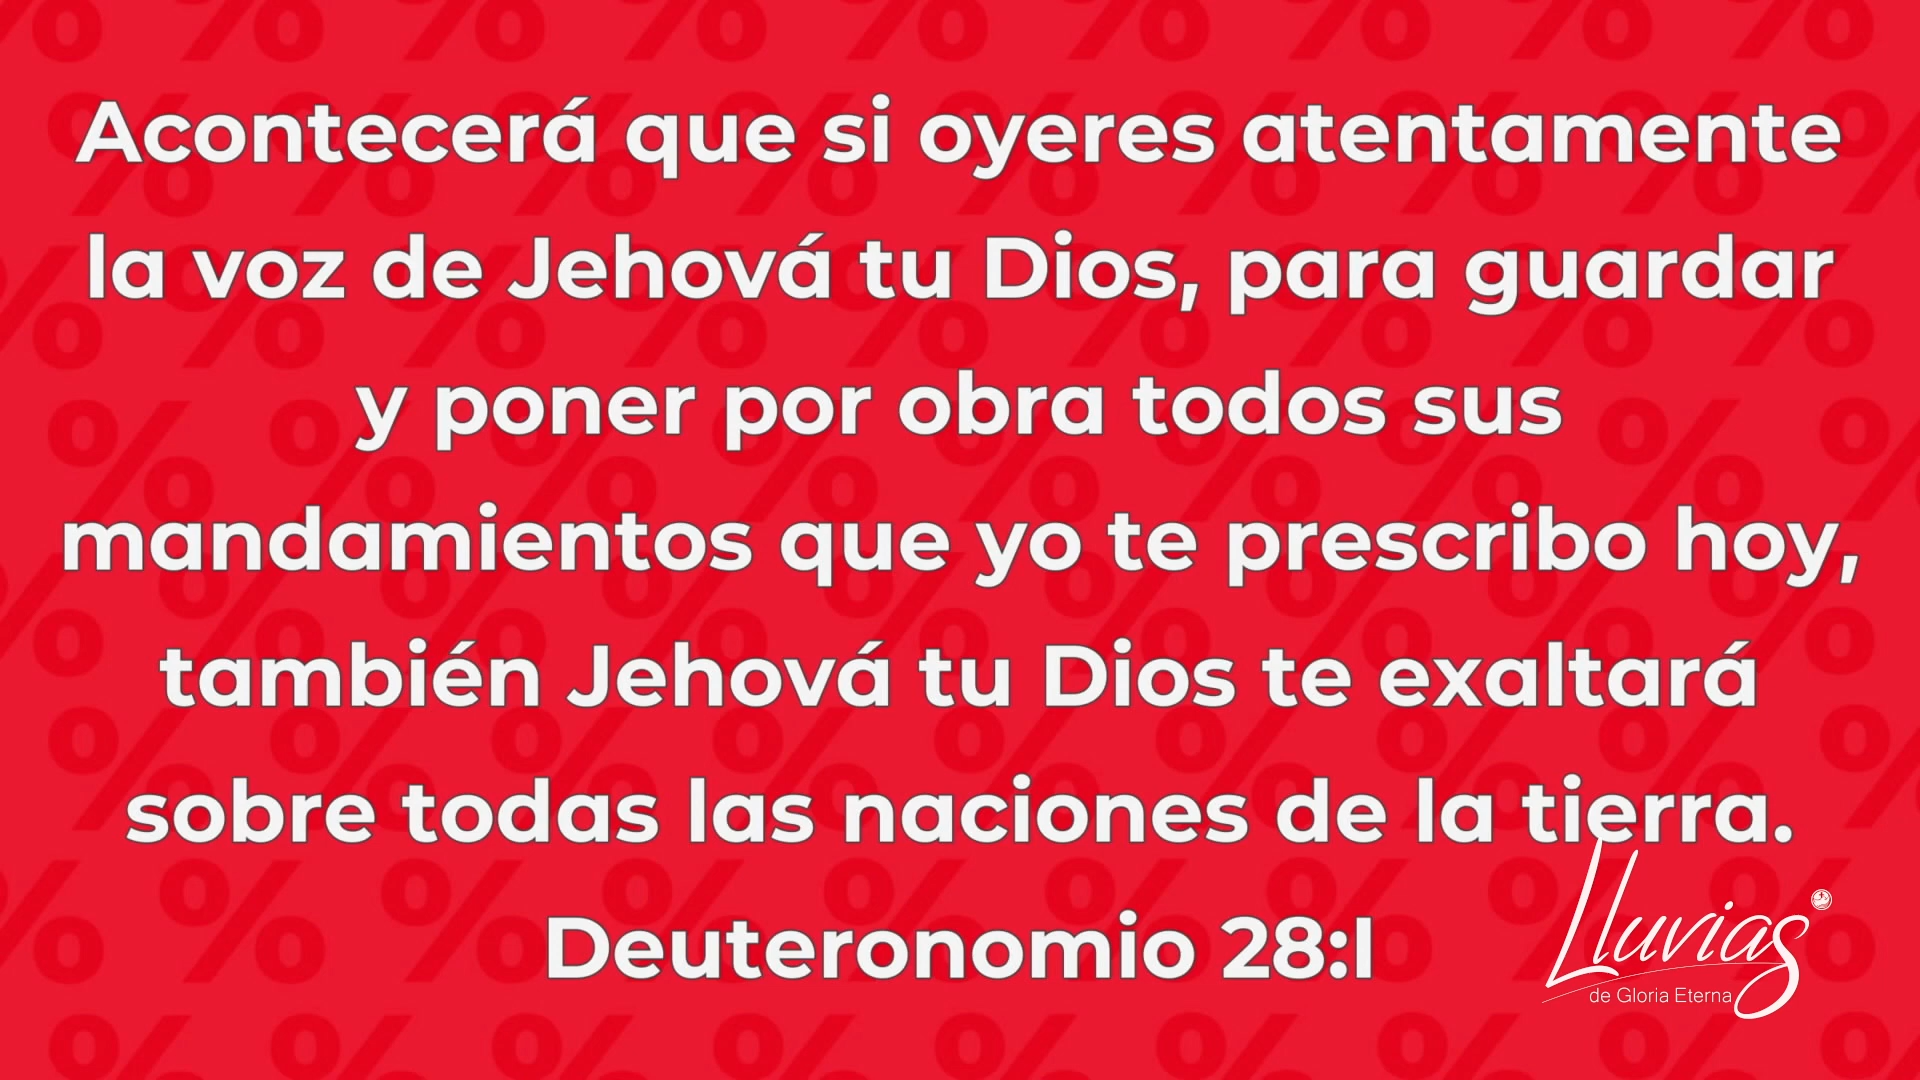 Acontecerá que si oyeres atentamente
la voz de Jehová tu Dios, para guardar
y poner por obra todos sus
mandamientos que yo te prescribo hoy,
también Jehová tu Dios te exaltará
sobre todas las naciones de la tierra.
Deuteronomio 28:I
Lluvias
de Gloria Eterna